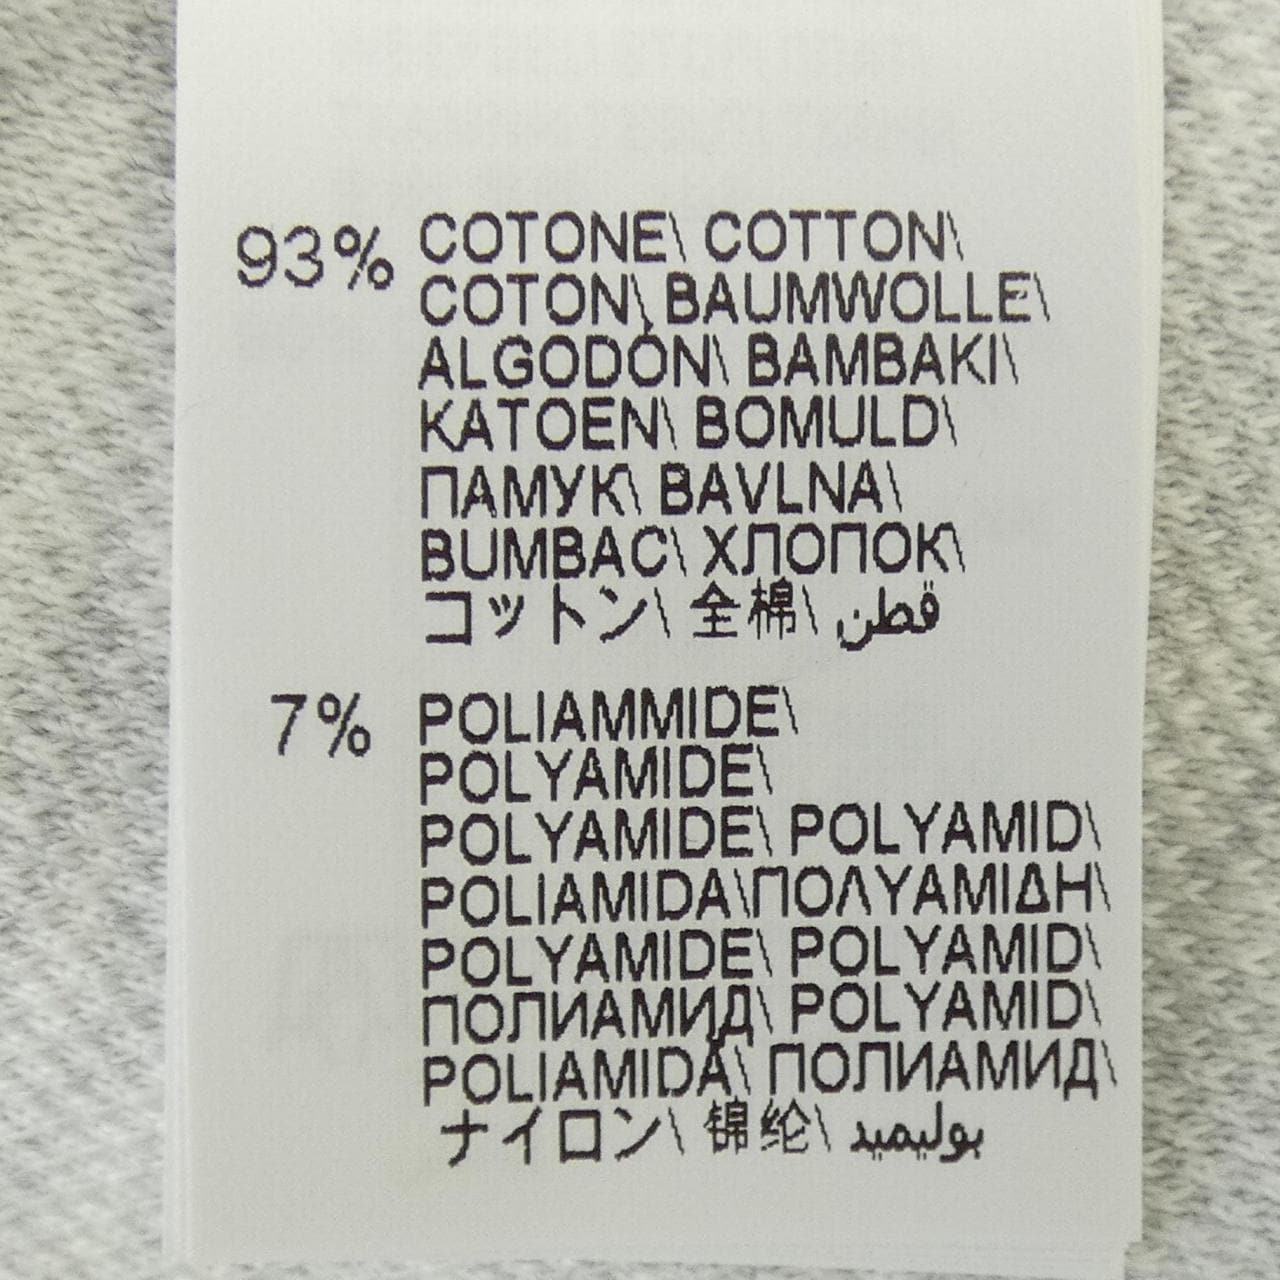 93% COTONE\ COTTON\
COTON\ BAUMWOLLE\
ALGODÓN\ BAMBAKI\
KATOEN\ BOMULD\
ПАМУК\ BAVLNA\
BUMBAC\ ХЛОПОК\
コットン\ 全棉\ قطن
7% POLIAMMIDE\
POLYAMIDE\
POLYAMIDE\ POLYAMID\
POLIAMIDA\ΠΟΛΥΑΜΙΔΗ\
POLYAMIDE\ POLYAMID\
ПОЛИАМИД\ POLYAMID\
POLIAMIDĂ\ ПОЛИАМИД\
ナイロン\ 锦纶\ بوليميد